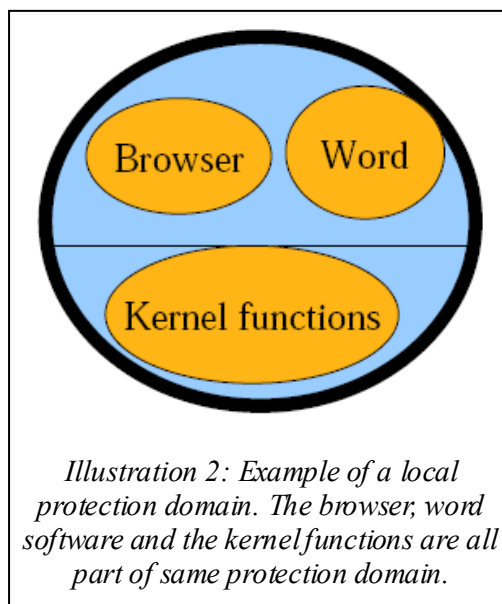 Browser
Word
Kernel functions
Illustration 2: Example of a local
protection domain. The browser, word
software and the kernel functions are all
part of same protection domain.